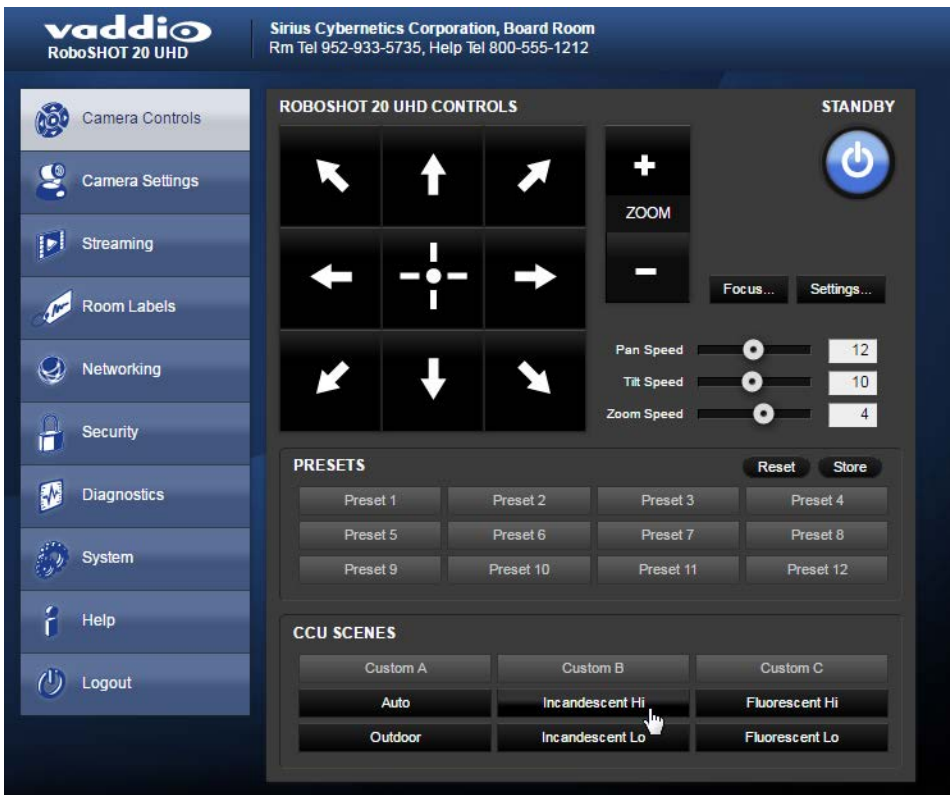 vaddio
RoboSHOT 20 UHD
Sirius Cybernetics Corporation, Board Room
Rm Tel 952-933-5735, Help Tel 800-555-1212
Camera Controls
Camera Settings
Streaming
Room Labels
Networking
Security
Diagnostics
System
Help
Logout
ROBOSHOT 20 UHD CONTROLS
STANDBY
+
ZOOM
-
Focus... Settings...
Pan Speed 12
Tilt Speed 10
Zoom Speed 4
PRESETS
Reset Store
Preset 1 Preset 2 Preset 3 Preset 4
Preset 5 Preset 6 Preset 7 Preset 8
Preset 9 Preset 10 Preset 11 Preset 12
CCU SCENES
Custom A Custom B Custom C
Auto Incandescent Hi Fluorescent Hi
Outdoor Incandescent Lo Fluorescent Lo